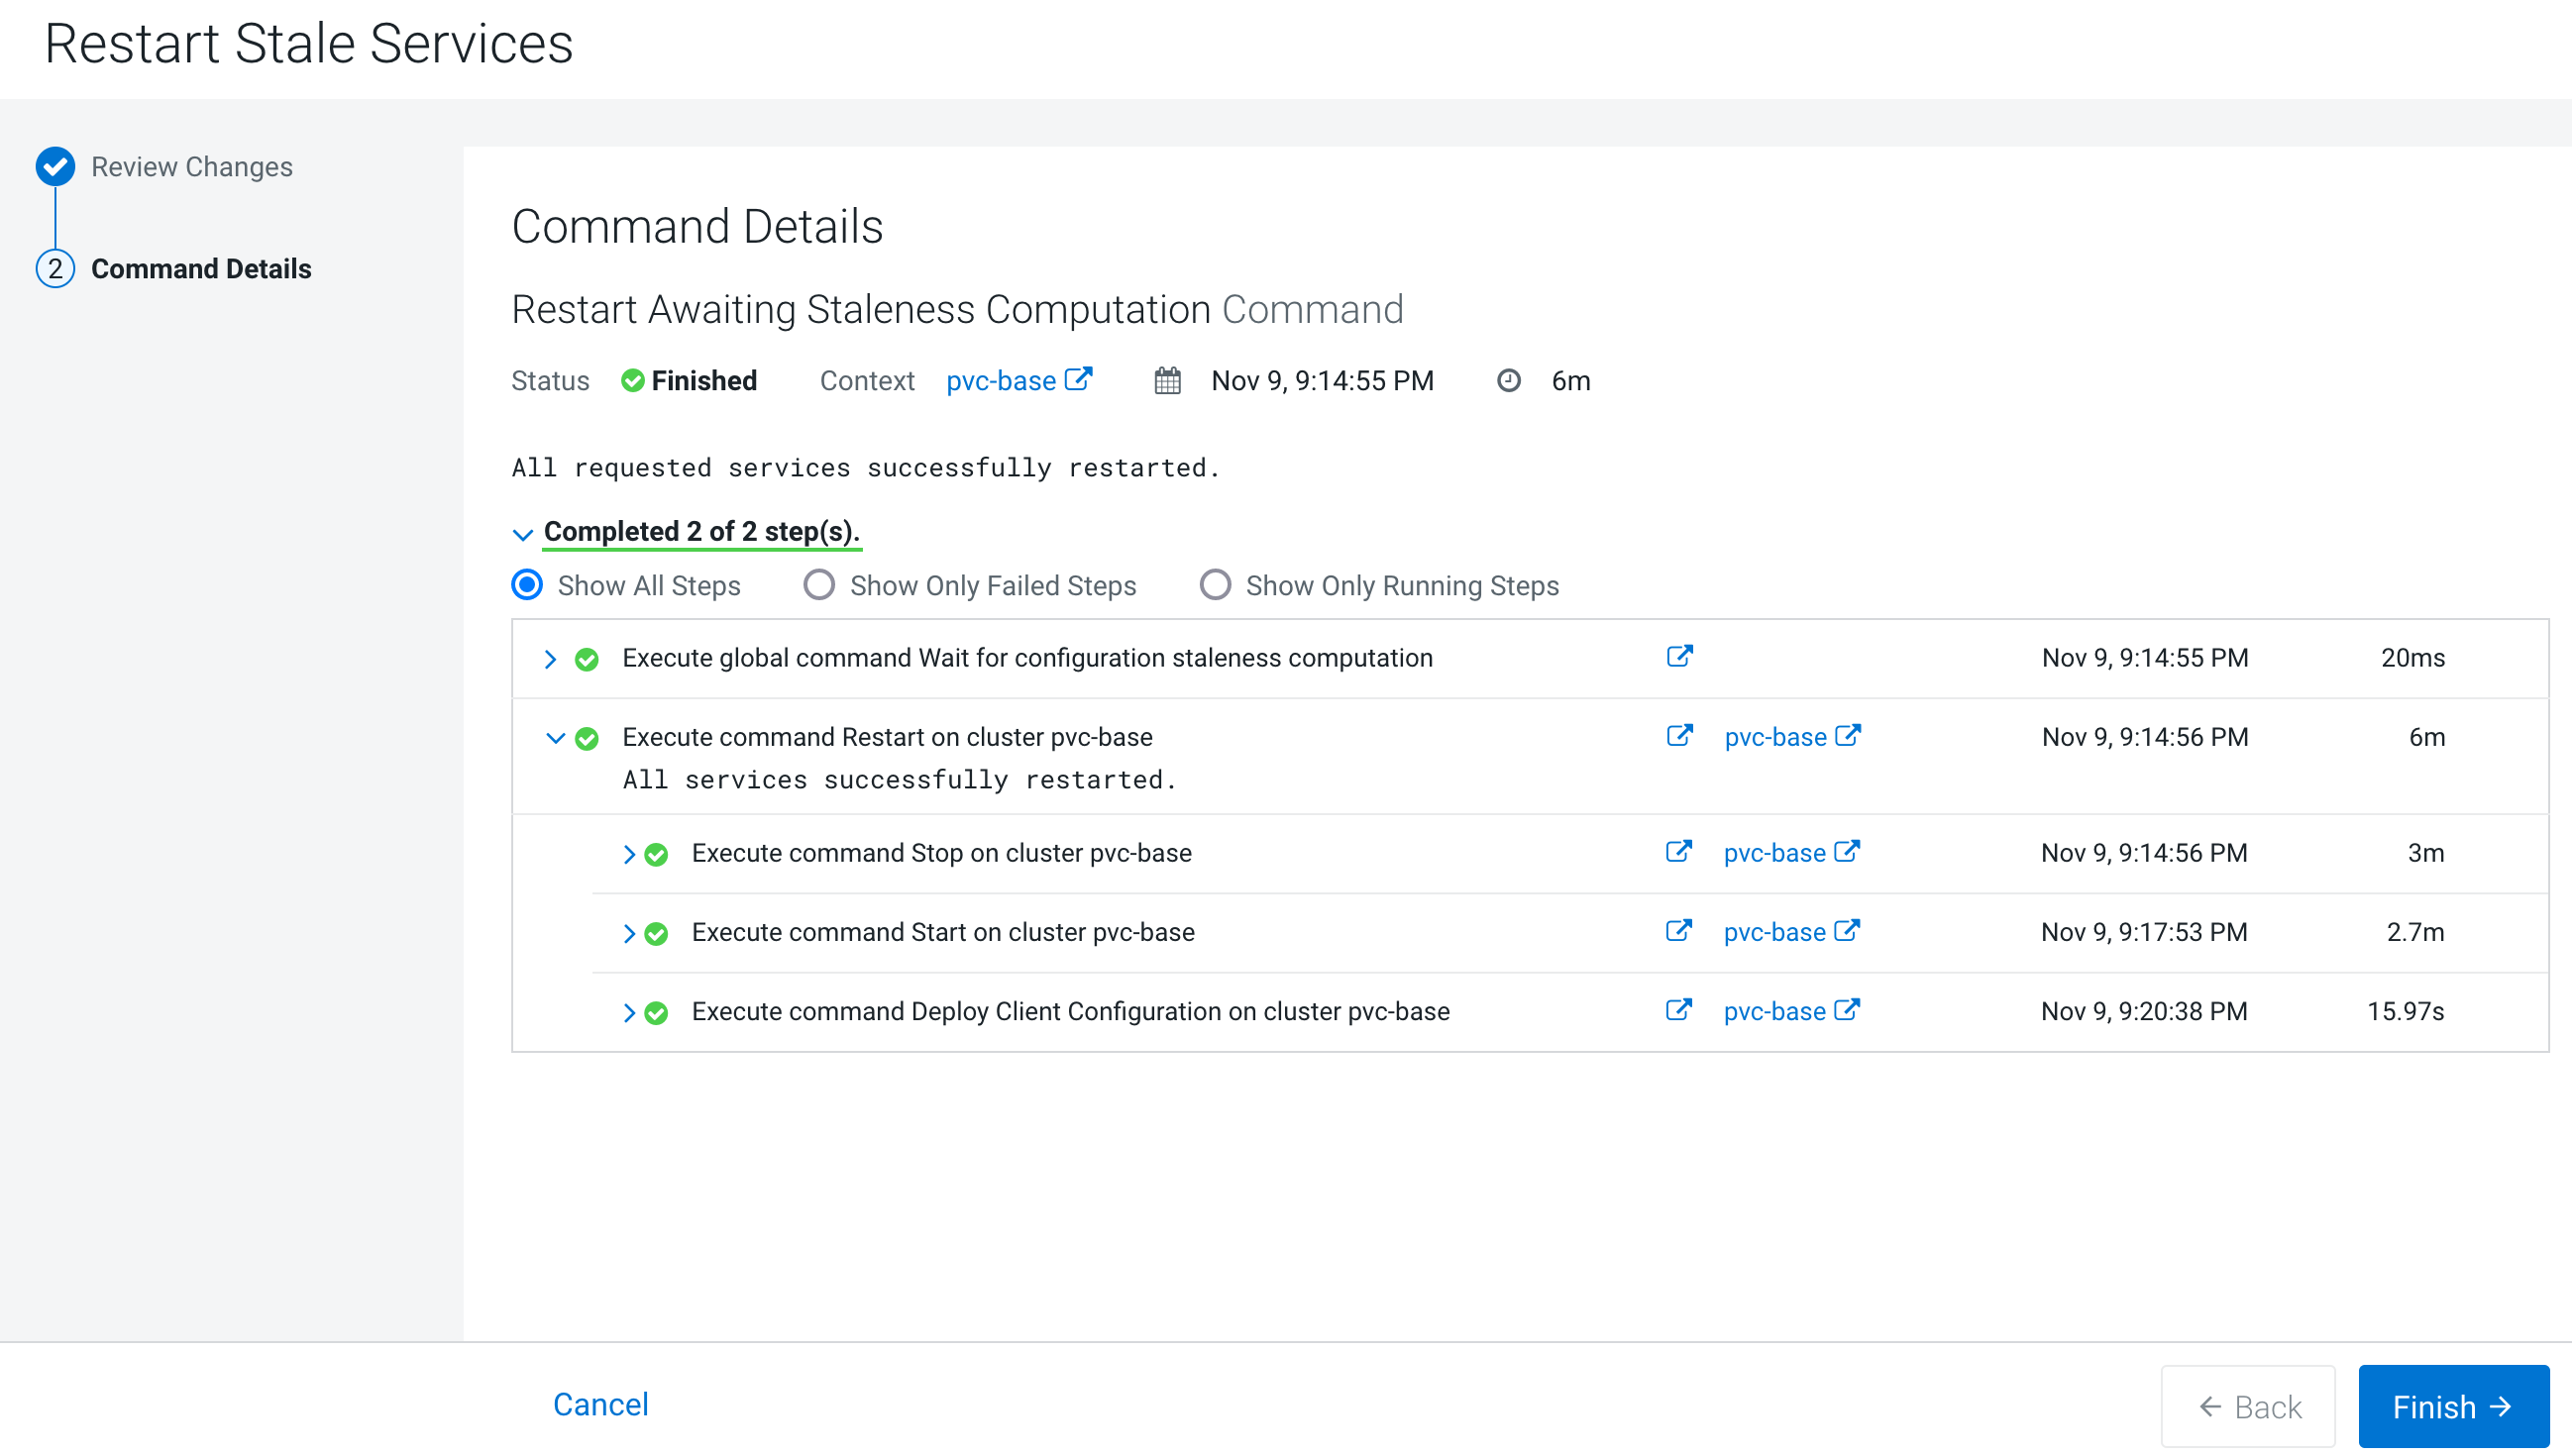 Restart Stale Services
Review Changes
2 Command Details
Command Details
Restart Awaiting Staleness Computation Command
Status Finished Context pvc-base Nov 9, 9:14:55 PM 6m
All requested services successfully restarted.
Completed 2 of 2 step(s).
Show All Steps Show Only Failed Steps Show Only Running Steps
Execute global command Wait for configuration staleness computation Nov 9, 9:14:55 PM 20ms
Execute command Restart on cluster pvc-base pvc-base Nov 9, 9:14:56 PM 6m
All services successfully restarted.
Execute command Stop on cluster pvc-base pvc-base Nov 9, 9:14:56 PM 3m
Execute command Start on cluster pvc-base pvc-base Nov 9, 9:17:53 PM 2.7m
Execute command Deploy Client Configuration on cluster pvc-base pvc-base Nov 9, 9:20:38 PM 15.97s
Cancel ← Back Finish →